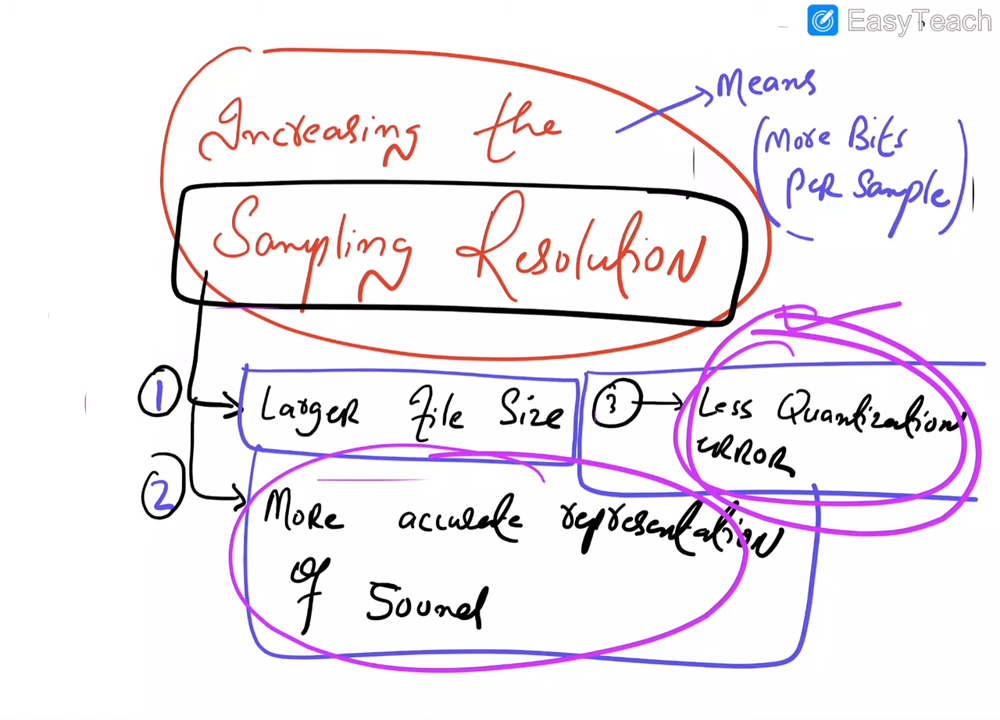 EasyTeach
Increasing the
Means
(More Bits
per Sample)
Sampling Resolution
1
Larger File Size
3
Less Quantization
ERROR
2
More accurate representation
of Sound